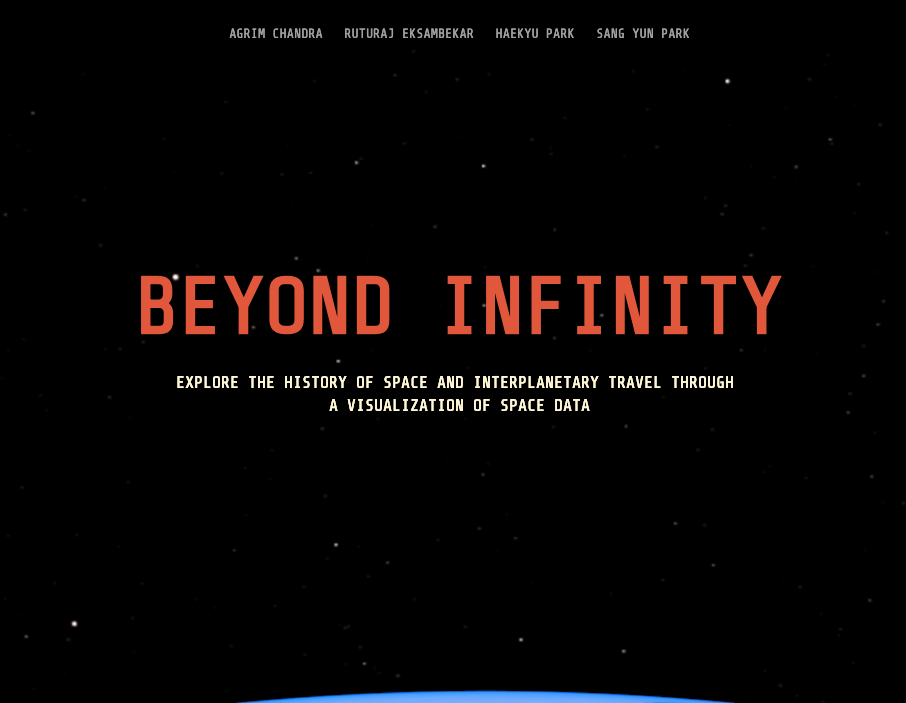 AGRIM CHANDRA RUTURAJ EKSAMBEKAR HAEKYU PARK SANG YUN PARK
BEYOND INFINITY
EXPLORE THE HISTORY OF SPACE AND INTERPLANETARY TRAVEL THROUGH
A VISUALIZATION OF SPACE DATA